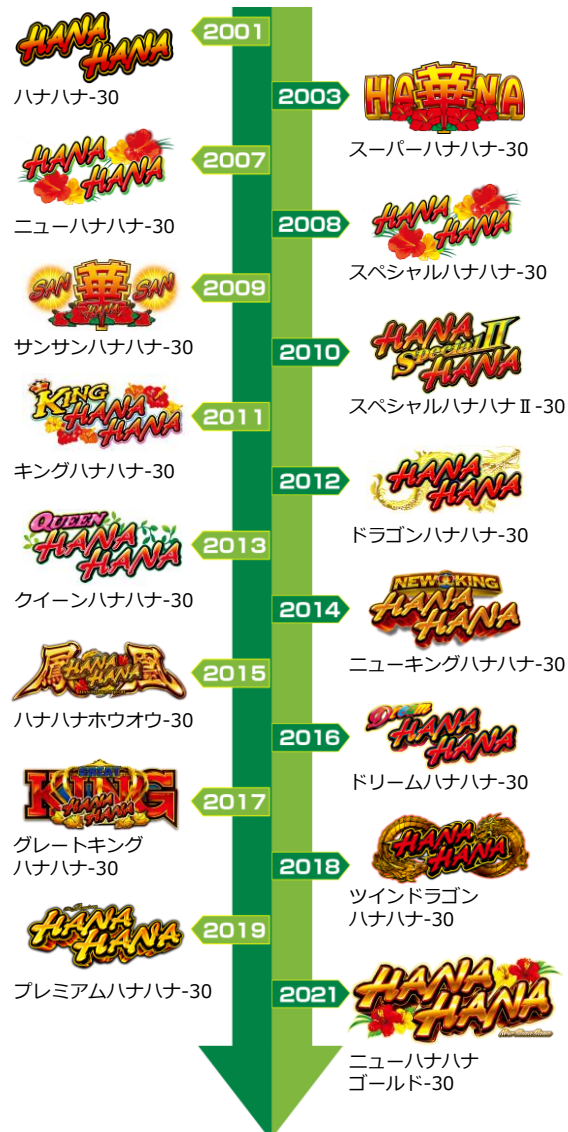 HANA HANA
2001
ハナハナ-30
2003
HA華NA
スーパーハナハナ-30
HANA HANA
2007
ニューハナハナ-30
2008
HANA HANA
スペシャルハナハナ-30
SAN 華 SAN
2009
サンサンハナハナ-30
2010
HANA
Special II
HANA
スペシャルハナハナⅡ-30
KING
HANA HANA
2011
キングハナハナ-30
2012
HANA HANA
ドラゴンハナハナ-30
QUEEN
HANA HANA
2013
クイーンハナハナ-30
2014
NEW KING
HANA HANA
ニューキングハナハナ-30
鳳 HANA HANA 凰
2015
ハナハナホウオウ-30
2016
Dream
HANA HANA
ドリームハナハナ-30
GREAT
KING
HANA HANA
2017
グレートキング
ハナハナ-30
2018
HANA HANA
ツインドラゴン
ハナハナ-30
HANA HANA
2019
プレミアムハナハナ-30
2021
HANA HANA
ニューハナハナ
ゴールド-30